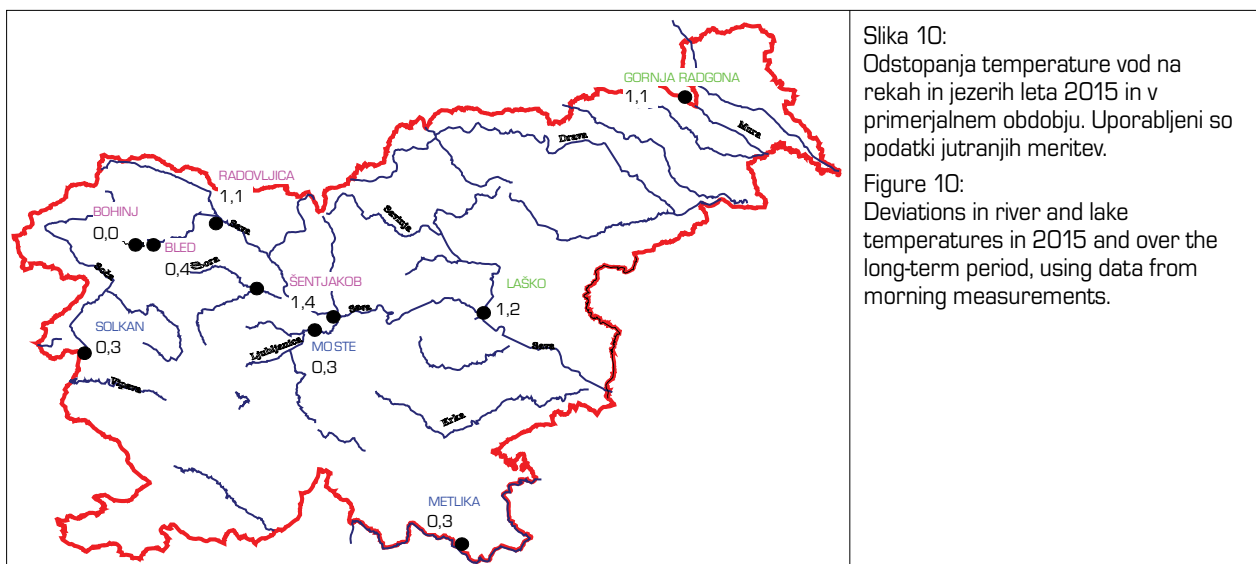 GORNJA RADGONA
1,1
Drava
Mura
RADOVLJICA
1,1
Savinja
BOHINJ
0,0
Sava
BLED
0,4
Sora
Soča
ŠENTJAKOB
1,4
LAŠKO
1,2
Sava
SOLKAN
0,3
Ljubljanica
MOSTE
0,3
Sava
Vipava
Krka
METLIKA
0,3
Slika 10:
Odstopanja temperature vod na
rekah in jezerih leta 2015 in v
primerjalnem obdobju. Uporabljeni so
podatki jutranjih meritev.
Figure 10:
Deviations in river and lake
temperatures in 2015 and over the
long-term period, using data from
morning measurements.